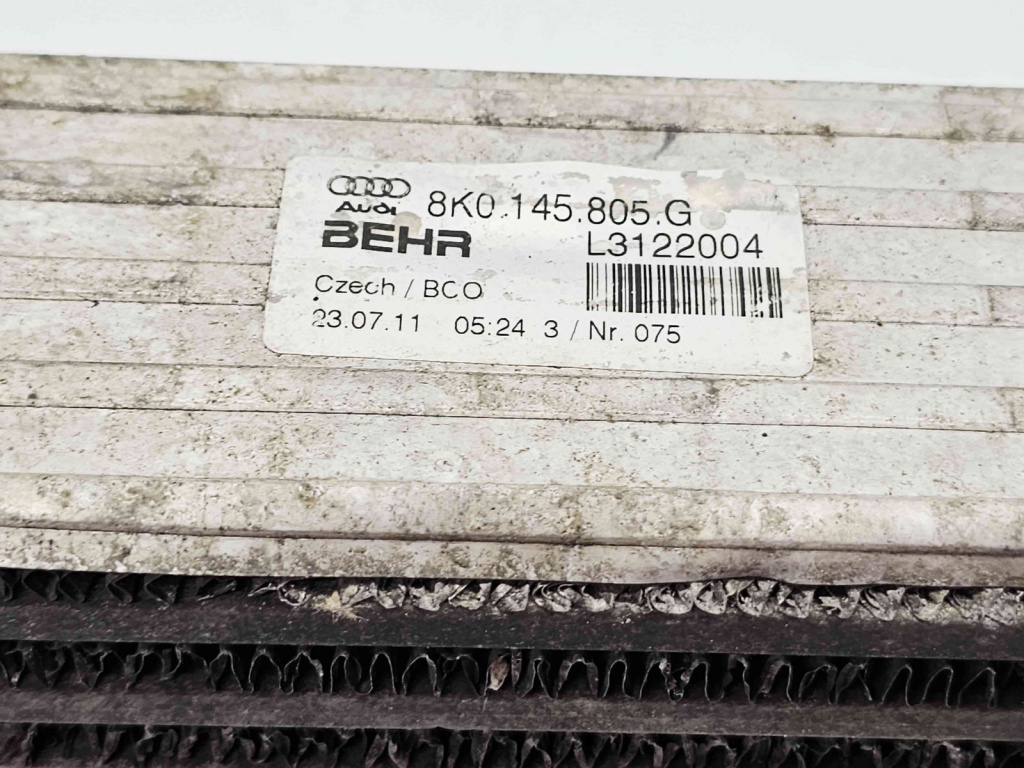 Audi 8K0.145.805.G
BEHR L3122004
Czech / BCO
23.07.11 05:24 3 / Nr. 075